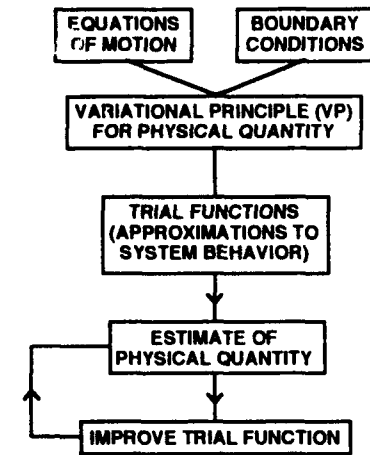 EQUATIONS
OF MOTION
BOUNDARY
CONDITIONS
VARIATIONAL PRINCIPLE (VP)
FOR PHYSICAL QUANTITY
TRIAL FUNCTIONS
(APPROXIMATIONS TO
SYSTEM BEHAVIOR)
ESTIMATE OF
PHYSICAL QUANTITY
IMPROVE TRIAL FUNCTION